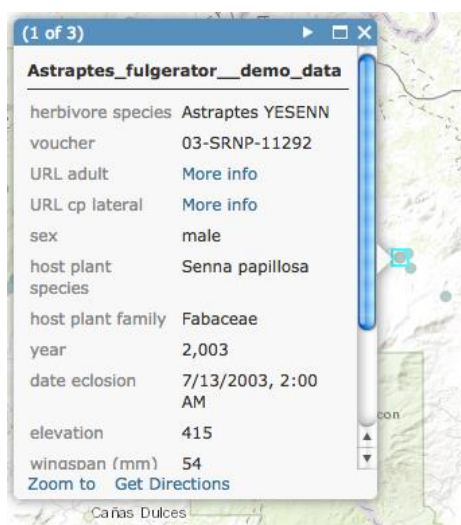 (1 of 3)
Astraptes_fulgerator__demo_data
herbivore species Astraptes YESENN
voucher 03-SRNP-11292
URL adult More info
URL cp lateral More info
sex male
host plant Senna papillosa
species
host plant family Fabaceae
year 2,003
date eclosion 7/13/2003, 2:00
AM
elevation 415
con
wingspan (mm) 54
Zoom to Get Directions
Cañas Dulces